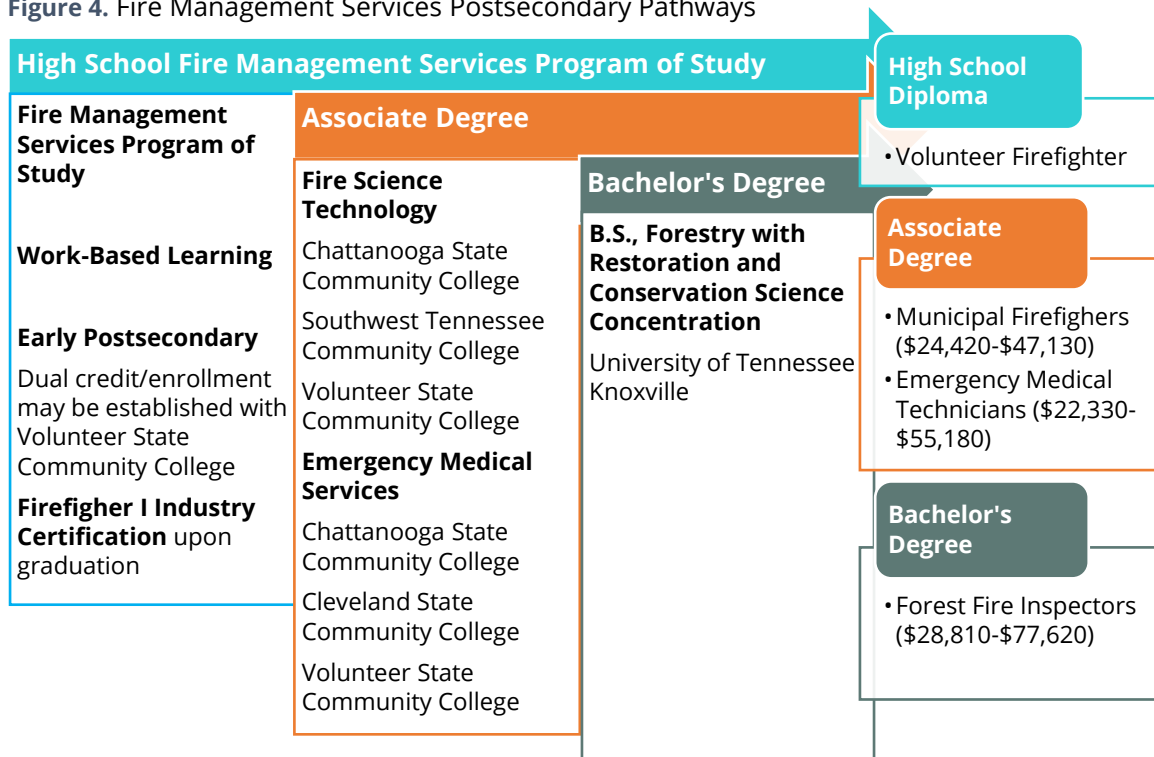 Figure 4. Fire Management Services Postsecondary Pathways
High School Fire Management Services Program of Study
Fire Management
Services Program of
Study
Work-Based Learning
Early Postsecondary
Dual credit/enrollment
may be established with
Volunteer State
Community College
Firefigher I Industry
Certification upon
graduation
Associate Degree
Fire Science
Technology
Chattanooga State
Community College
Southwest Tennessee
Community College
Volunteer State
Community College
Emergency Medical
Services
Chattanooga State
Community College
Cleveland State
Community College
Volunteer State
Community College
Bachelor's Degree
B.S., Forestry with
Restoration and
Conservation Science
Concentration
University of Tennessee
Knoxville
High School
Diploma
•Volunteer Firefighter
Associate
Degree
•Municipal Firefighers
($24,420-$47,130)
•Emergency Medical
Technicians ($22,330-
$55,180)
Bachelor's
Degree
•Forest Fire Inspectors
($28,810-$77,620)